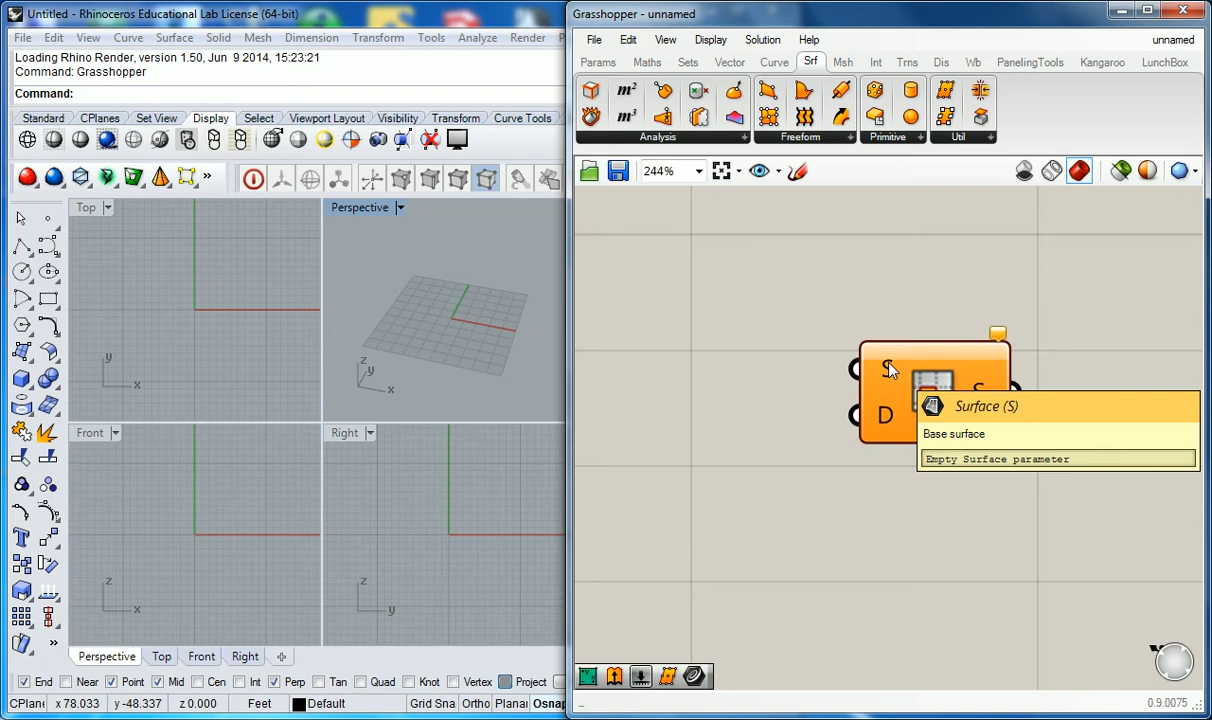 Untitled - Rhinoceros Educational Lab License (64-bit)
File Edit View Curve Surface Solid Mesh Dimension Transform Tools Analyze Render
Loading Rhino Render, version 1.50, Jun 9 2014, 15:23:21
Command: Grasshopper
Command:
Standard CPlanes Set View Display Select Viewport Layout Visibility Transform Curve Tools
Top
y
x
Perspective
z
y
x
Front
z
x
Right
z
y
Perspective Top Front Right
End Near Point Mid Cen Int Perp Tan Quad Knot Vertex Project
CPlane x 78.033 y -48.337 z 0.000 Feet Default Grid Sna Ortho Planar Osnap
Grasshopper - unnamed
File Edit View Display Solution Help unnamed
Params Maths Sets Vector Curve Srf Msh Int Trns Dis Wb PanelingTools Kangaroo LunchBox
m² m³
Analysis Freeform Primitive Util
244%
S
D
S
Surface (S)
Base surface
Empty Surface parameter
0.9.0075